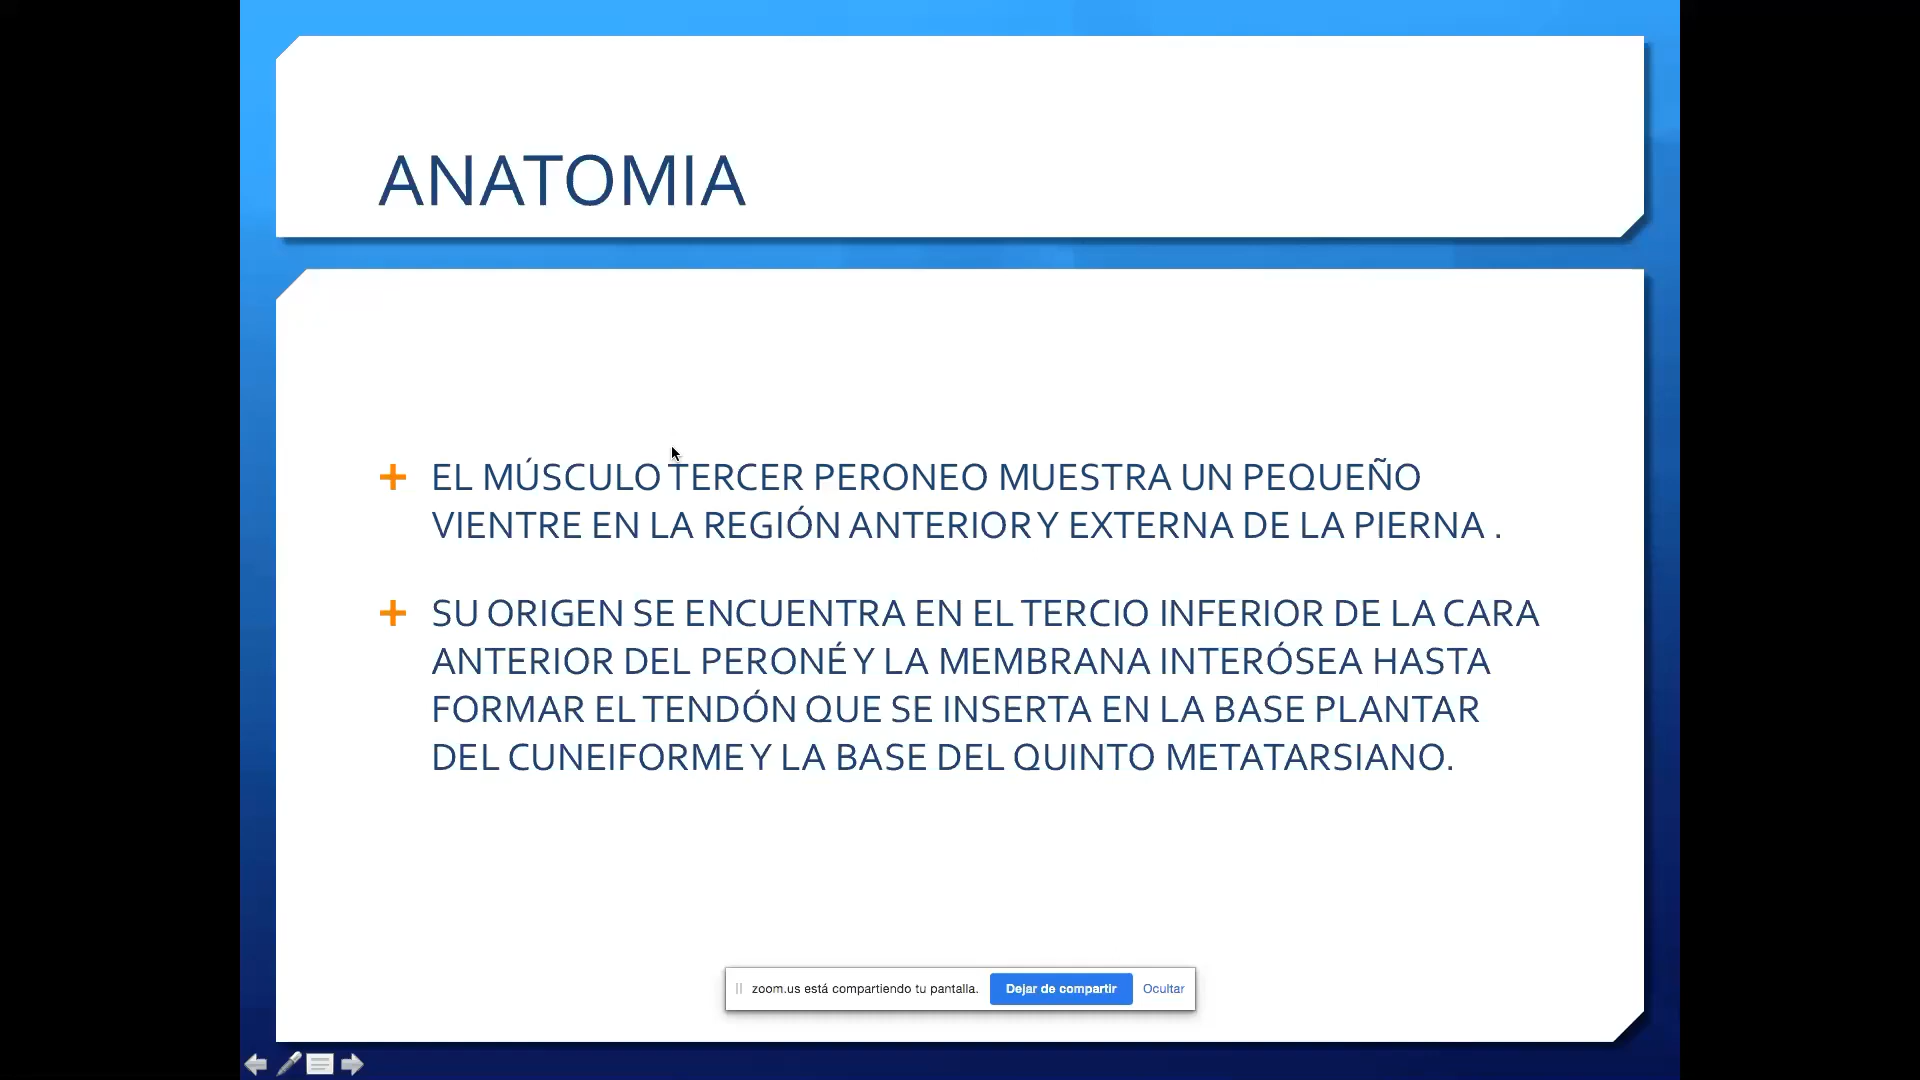 ANATOMIA
EL MÚSCULO TERCER PERONEO MUESTRA UN PEQUEÑO
VIENTRE EN LA REGIÓN ANTERIOR Y EXTERNA DE LA PIERNA .
SU ORIGEN SE ENCUENTRA EN EL TERCIO INFERIOR DE LA CARA
ANTERIOR DEL PERONÉ Y LA MEMBRANA INTERÓSEA HASTA
FORMAR EL TENDÓN QUE SE INSERTA EN LA BASE PLANTAR
DEL CUNEIFORME Y LA BASE DEL QUINTO METATARSIANO.
zoom.us está compartiendo tu pantalla. Dejar de compartir Ocultar